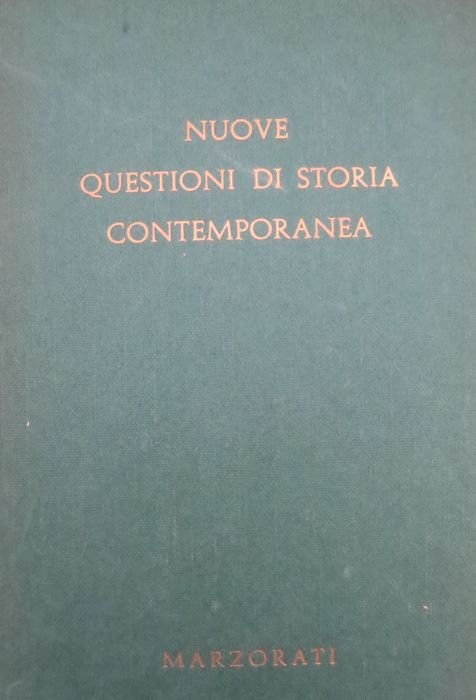 NUOVE
QUESTIONI DI STORIA
CONTEMPORANEA
MARZORATI